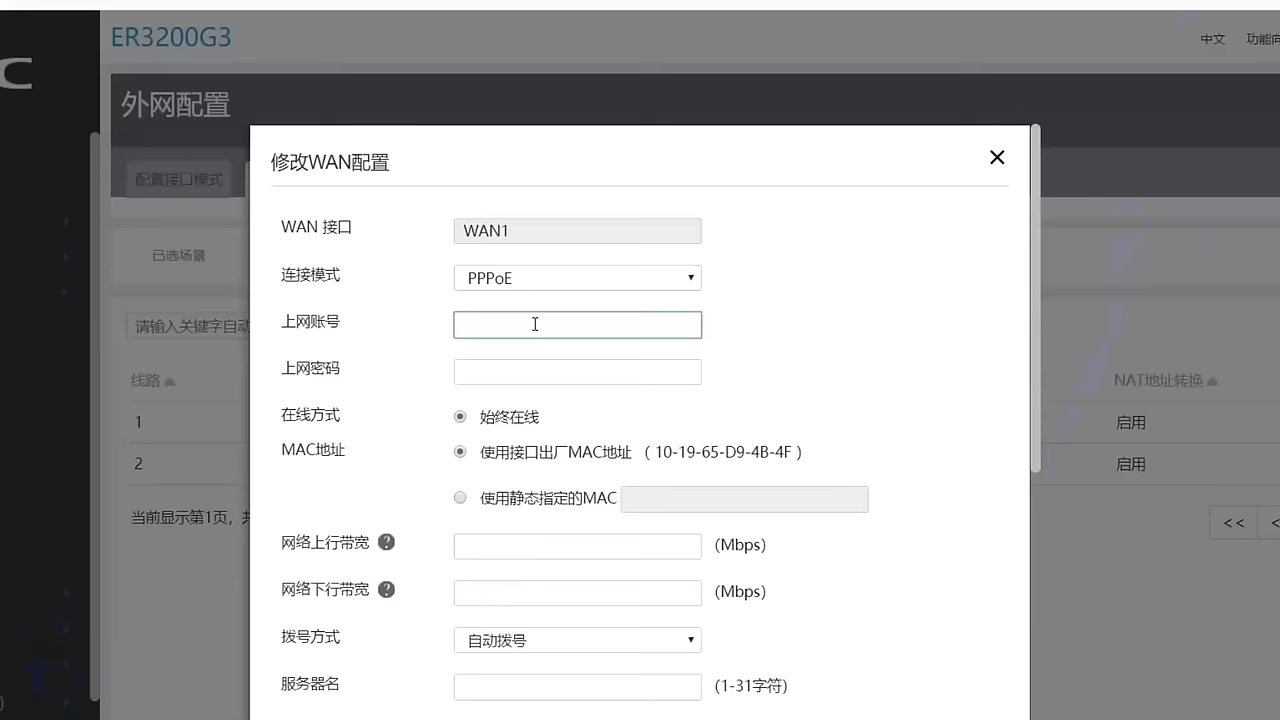 ER3200G3
中文 功能向
外网配置
修改WAN配置
配置接口模式
WAN 接口 WAN1
已选场景
连接模式 PPPoE
上网账号
请输入关键字自动
上网密码
线路 NAT地址转换
在线方式 始终在线
1 启用
MAC地址 使用接口出厂MAC地址 ( 10-19-65-D9-4B-4F )
2 启用
使用静态指定的MAC
当前显示第1页，共
<< <
网络上行带宽 ? (Mbps)
网络下行带宽 ? (Mbps)
拨号方式 自动拨号
服务器名 (1-31字符)